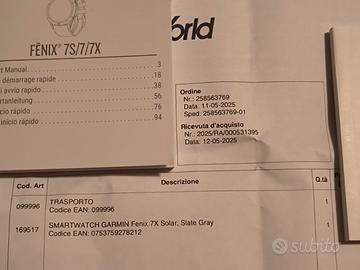 FĒNIX® 7S/7/7X
rt Manual 3
démarrage rapide 18
i avvio rapido 38
rtanleitung 56
icio rápido 76
início rápido 94
orld
Ordine
Nr.: 258563769
Data: 11-05-2025
Sped: 258563769-01
Ricevuta d'acquisto
Nr.: 2025/RA/000531395
Data: 12-05-2025
Cod. Art Descrizione Q.tà
099996 TRASPORTO 1
Codice EAN: 099996
169517 SMARTWATCH GARMIN Fenix 7X Solar, Slate Gray 1
Codice EAN: 0753759278212
subito